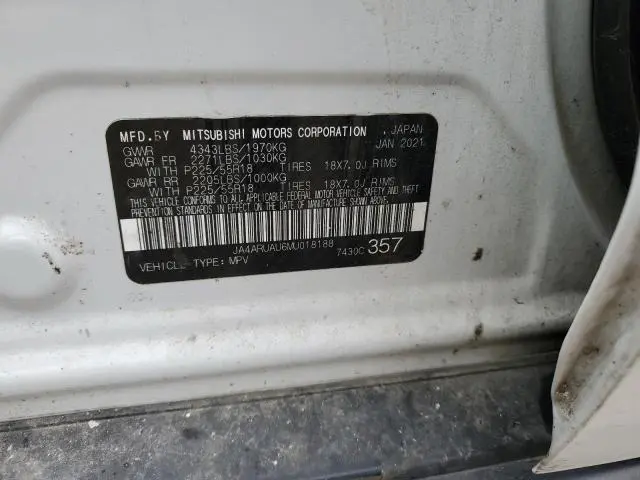 MFD.BY MITSUBISHI MOTORS CORPORATION , JAPAN
GVWR 4343LBS/1970KG JAN 2021
GAWR FR 2271LBS/1030KG
WITH P225/55R18 TIRES 18X7.0J RIMS
GAWR RR 2205LBS/1000KG
WITH P225/55R18 TIRES 18X7.0J RIMS
THIS VEHICLE CONFORMS TO ALL APPLICABLE FEDERAL MOTOR VEHICLE SAFETY AND THEFT
PREVENTION STANDARDS IN EFFECT ON THE DATE OF MANUFACTURE SHOWN ABOVE.
JA4ARUAU6MU018188
7430C 357
VEHICLE-TYPE: MPV